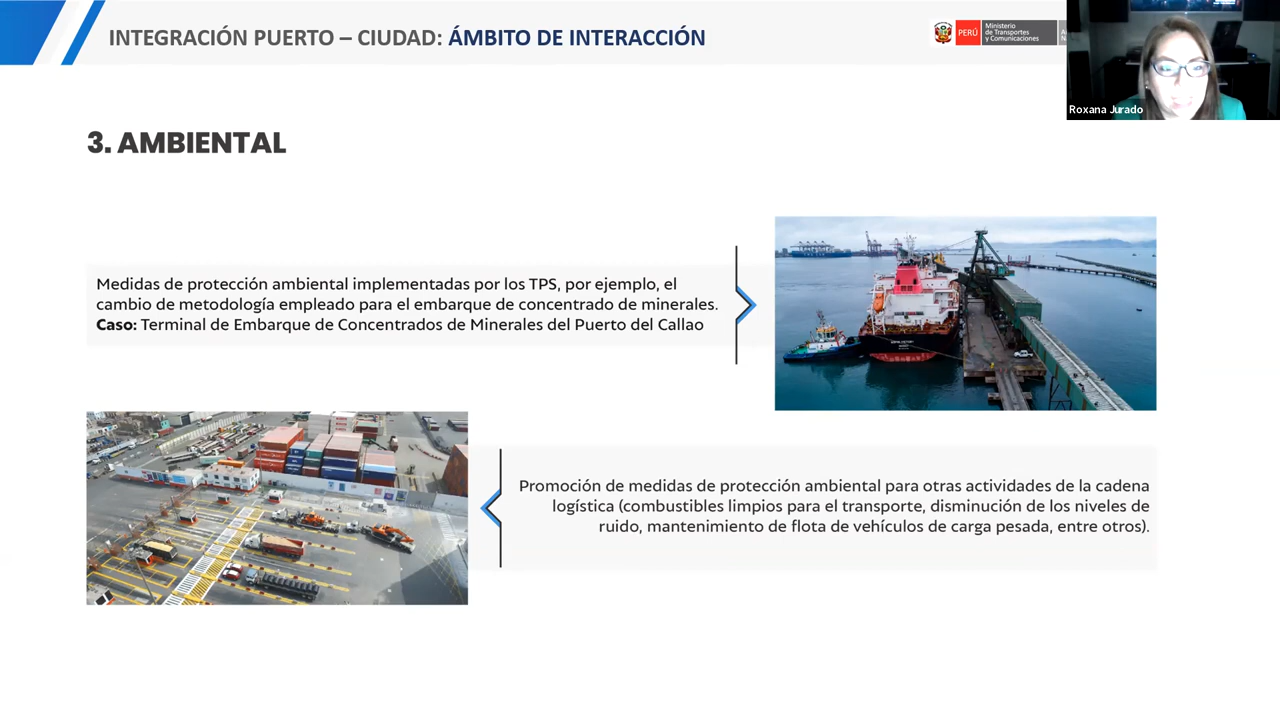 INTEGRACIÓN PUERTO – CIUDAD: ÁMBITO DE INTERACCIÓN
PERÚ
Ministerio
de Transportes
y Comunicaciones
Roxana Jurado
3. AMBIENTAL
Medidas de protección ambiental implementadas por los TPS, por ejemplo, el
cambio de metodología empleado para el embarque de concentrado de minerales.
Caso: Terminal de Embarque de Concentrados de Minerales del Puerto del Callao
Promoción de medidas de protección ambiental para otras actividades de la cadena
logística (combustibles limpios para el transporte, disminución de los niveles de
ruido, mantenimiento de flota de vehículos de carga pesada, entre otros).